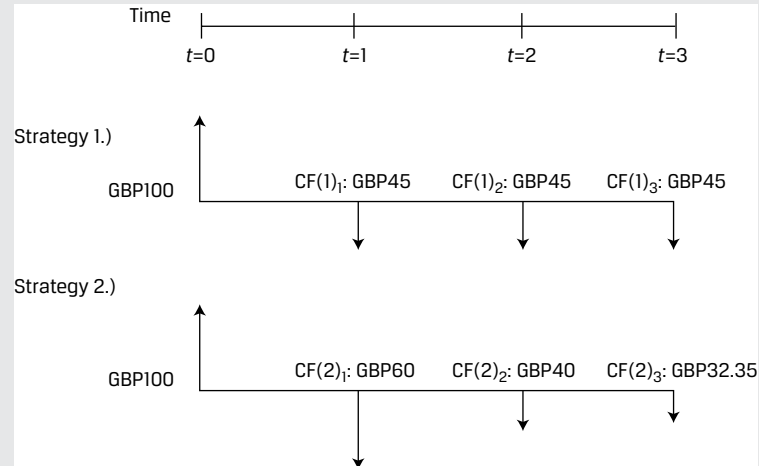 Time
t=0 t=1 t=2 t=3
Strategy 1.)
GBP100 CF(1)₁: GBP45 CF(1)₂: GBP45 CF(1)₃: GBP45
Strategy 2.)
GBP100 CF(2)₁: GBP60 CF(2)₂: GBP40 CF(2)₃: GBP32.35